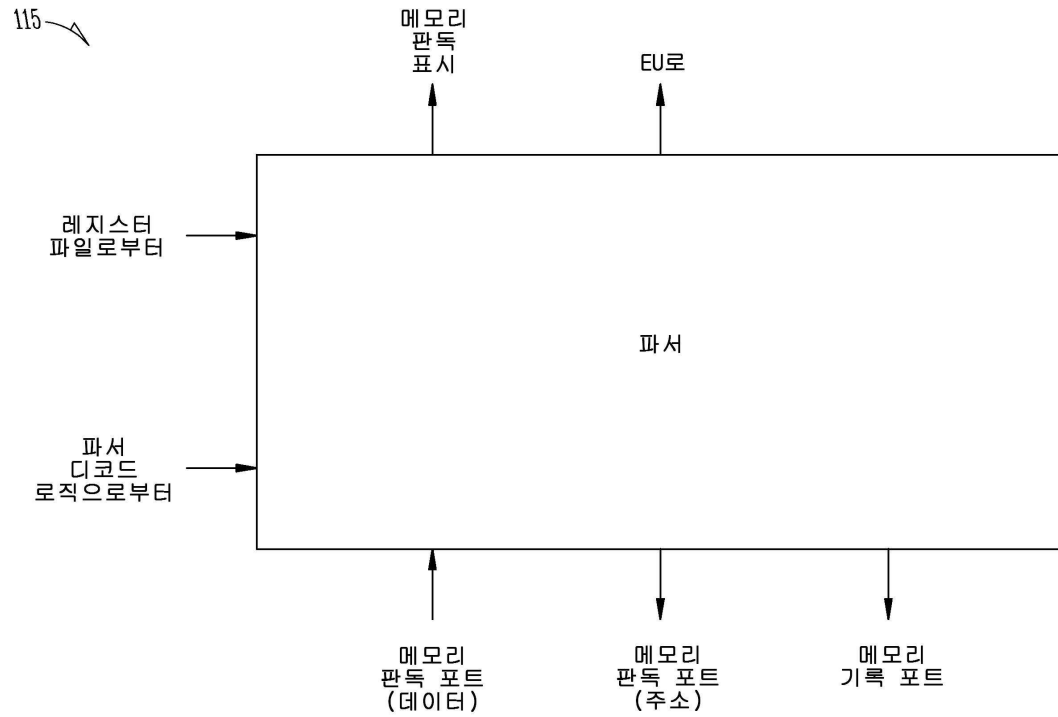 115
메모리
판독
표시
EU로
레지스터
파일로부터
파서
파서
디코드
로직으로부터
메모리
판독 포트
(데이터)
메모리
판독 포트
(주소)
메모리
기록 포트